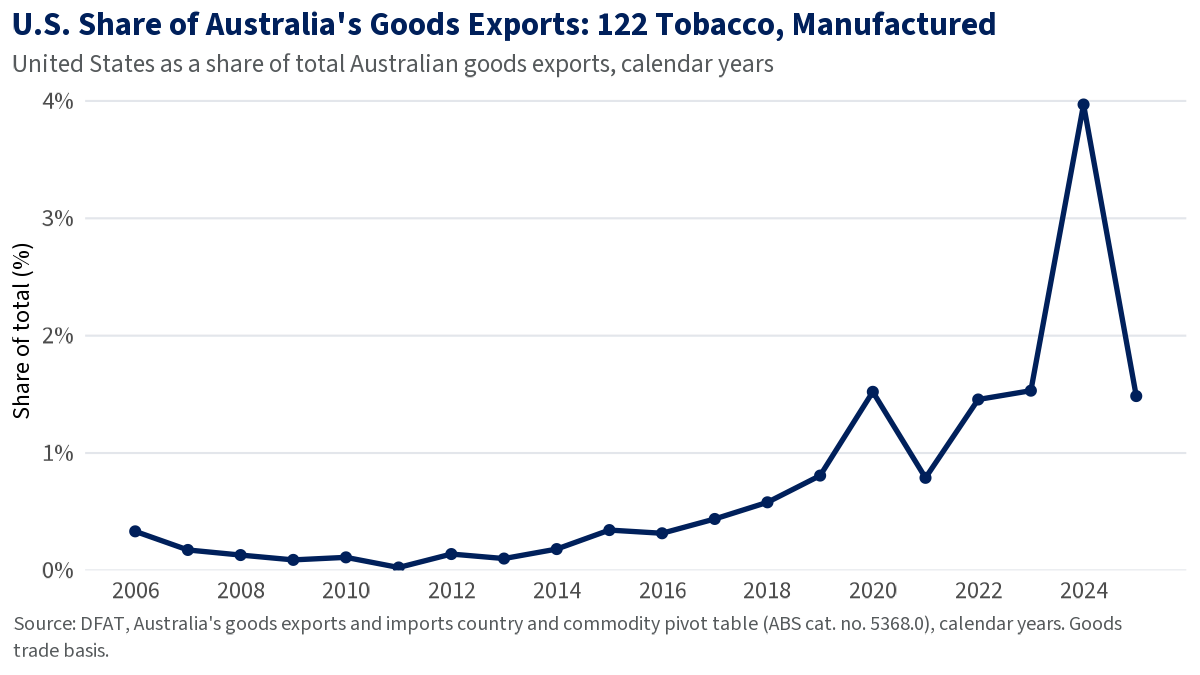 U.S. Share of Australia's Goods Exports: 122 Tobacco, Manufactured
United States as a share of total Australian goods exports, calendar years
Share of total (%)
4%
3%
2%
1%
0%
2006 2008 2010 2012 2014 2016 2018 2020 2022 2024
Source: DFAT, Australia's goods exports and imports country and commodity pivot table (ABS cat. no. 5368.0), calendar years. Goods
trade basis.